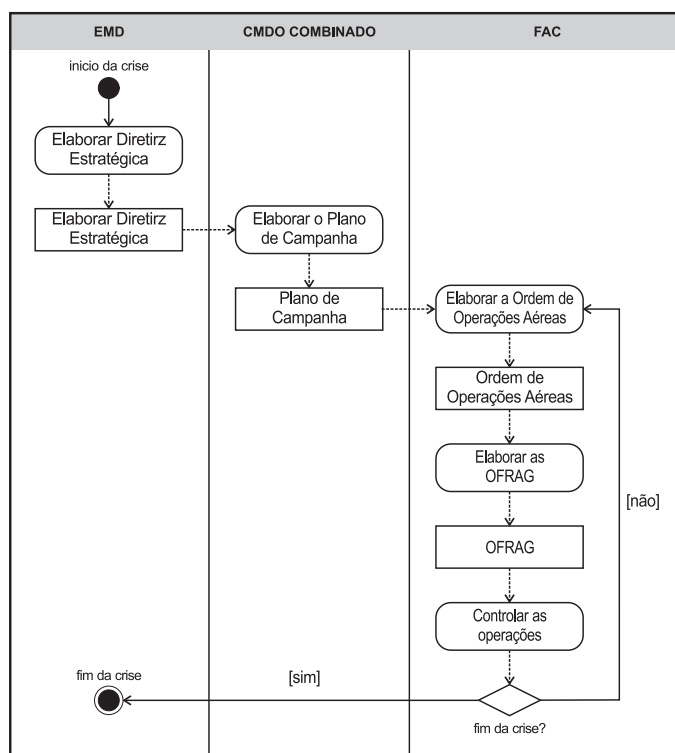 EMD
CMDO COMBINADO
FAC
inicio da crise
Elaborar Diretirz
Estratégica
Elaborar Diretirz
Estratégica
Elaborar o Plano
de Campanha
Plano de
Campanha
Elaborar a Ordem de
Operações Aéreas
Ordem de
Operações Aéreas
Elaborar as
OFRAG
[não]
OFRAG
Controlar as
operações
fim da crise
[sim]
fim da crise?